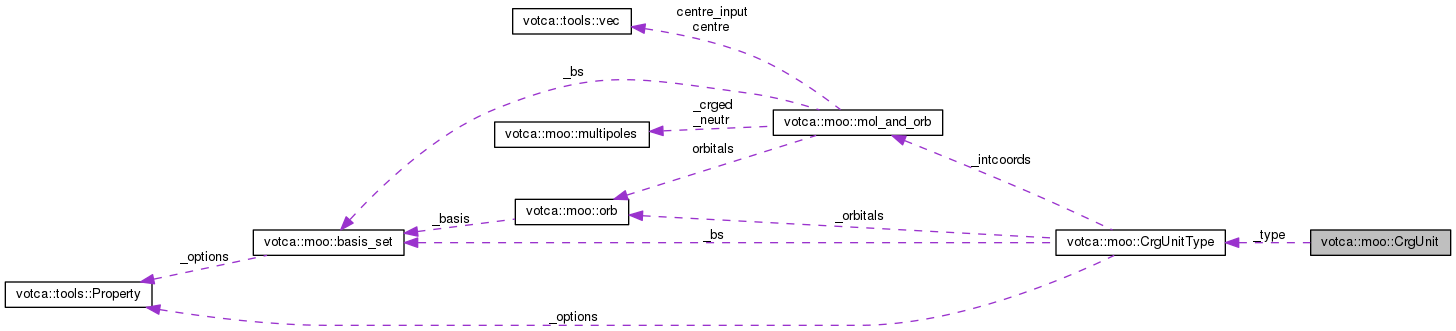 centre_input
centre
votca::tools::vec
_bs
_crged
_neutr
votca::moo::multipoles
votca::moo::mol_and_orb
orbitals
_intcoords
votca::moo::orb
_basis
_orbitals
votca::moo::basis_set
_bs
votca::moo::CrgUnitType
_type
votca::moo::CrgUnit
_options
votca::tools::Property
_options